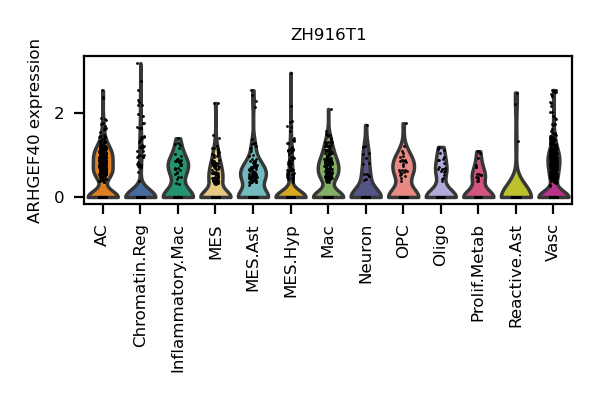 ZH916T1
ARHGEF40 expression
2
0
AC
Chromatin.Reg
Inflammatory.Mac
MES
MES.Ast
MES.Hyp
Mac
Neuron
OPC
Oligo
Prolif.Metab
Reactive.Ast
Vasc